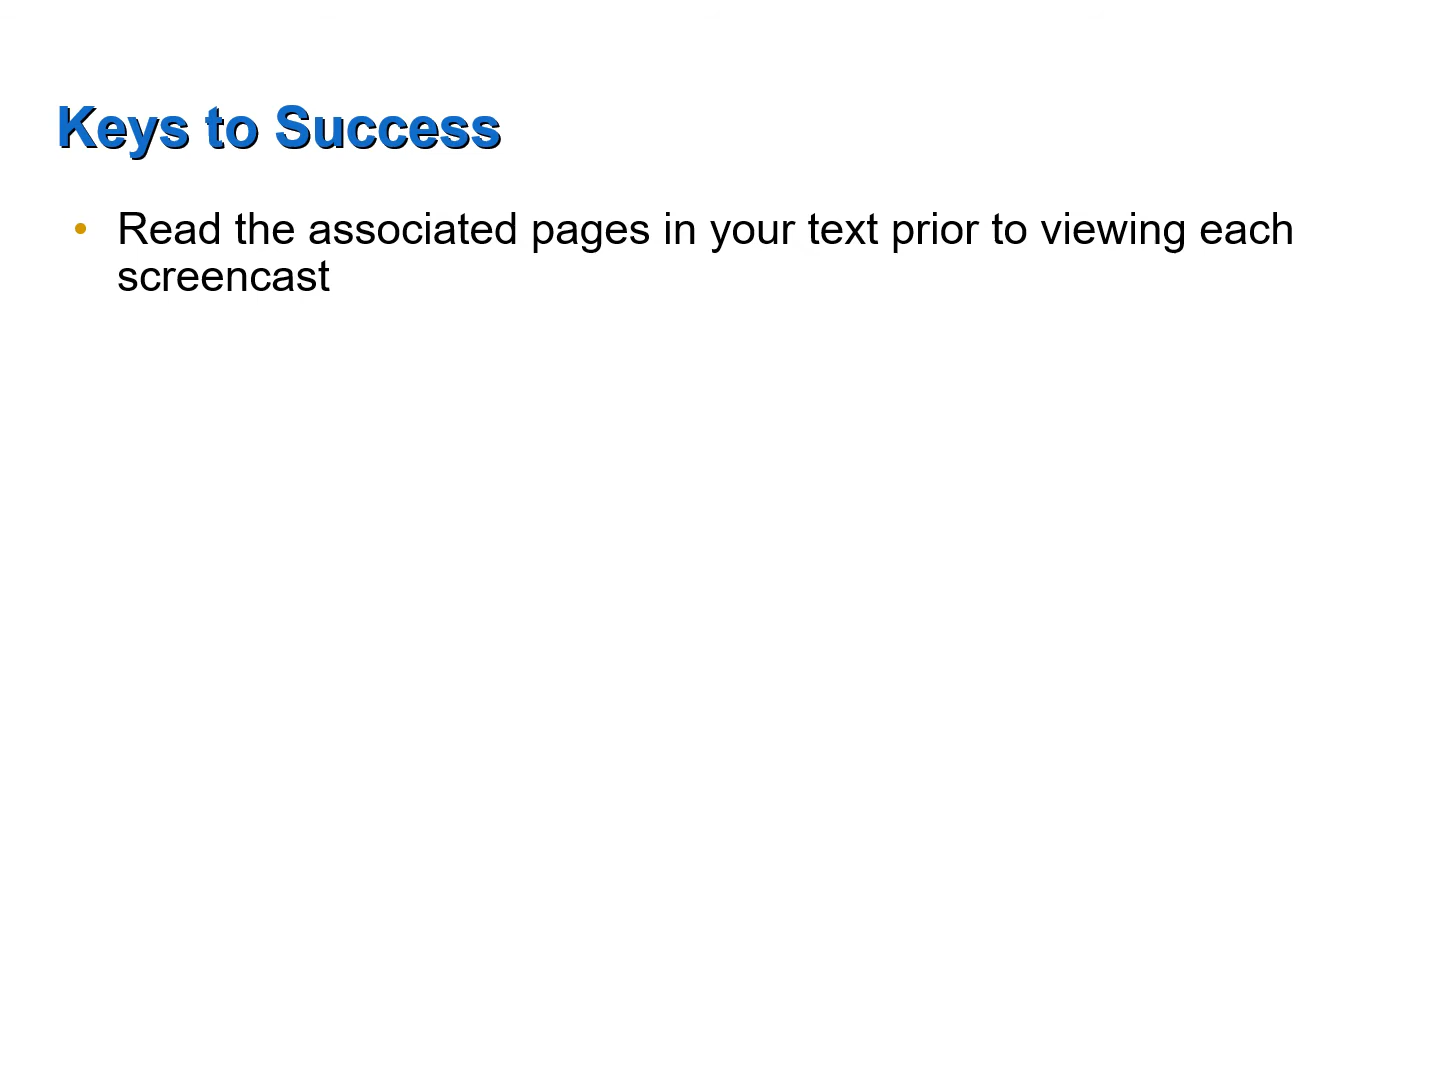 Keys to Success
• Read the associated pages in your text prior to viewing each
screencast